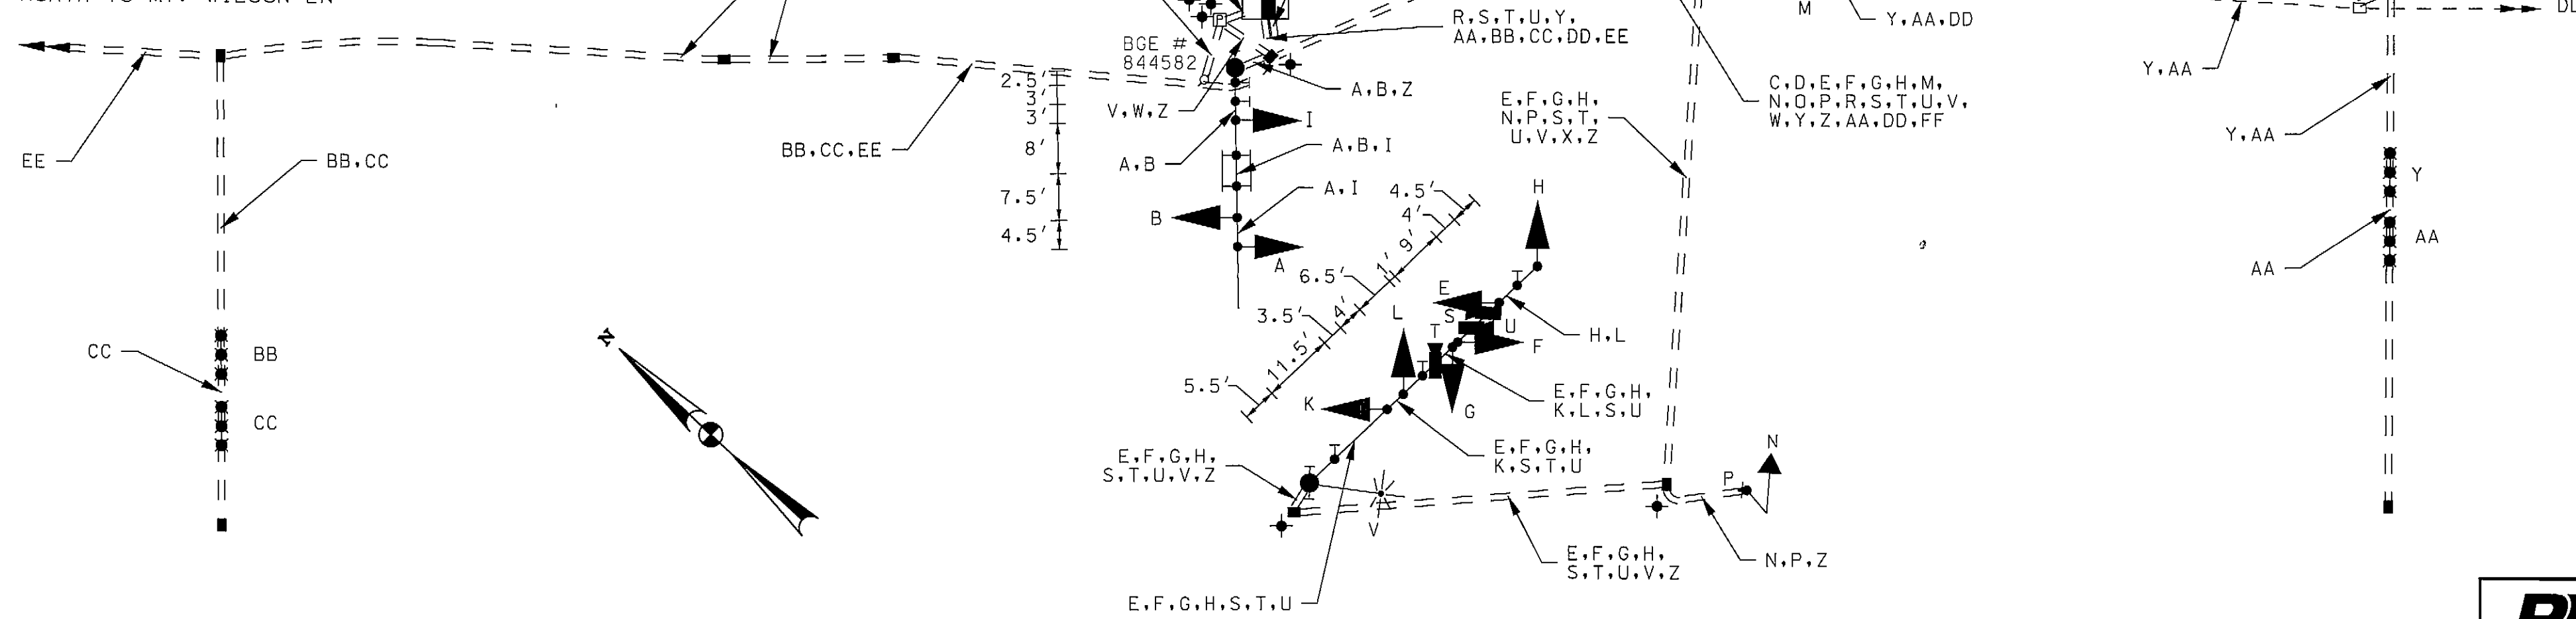 R,S,T,U,Y,
AA,BB,CC,DD,EE
M
Y,AA,DD
P
BGE #
844582
EE
BB,CC
BB,CC,EE
2.5'
3'
3'
8'
7.5'
4.5'
V,W,Z
A,B,Z
I
A,B
A,B,I
A,I
B
A
E,F,G,H,
N,P,S,T,
U,V,X,Z
C,D,E,F,G,H,M,
N,O,P,R,S,T,U,V,
W,Y,Z,AA,DD,FF
Y,AA
Y,AA
Y
AA
AA
4.5'
4'
9'
1'
6.5'
4'
3.5'
11.5'
5.5'
H
T
E
S
U
L
T
F
H,L
T
K
G
E,F,G,H,
K,L,S,U
E,F,G,H,
K,S,T,U
T
T
E,F,G,H,
S,T,U,V,Z
V
P
N
E,F,G,H,
S,T,U,V,Z
N,P,Z
E,F,G,H,S,T,U
CC
BB
CC
N